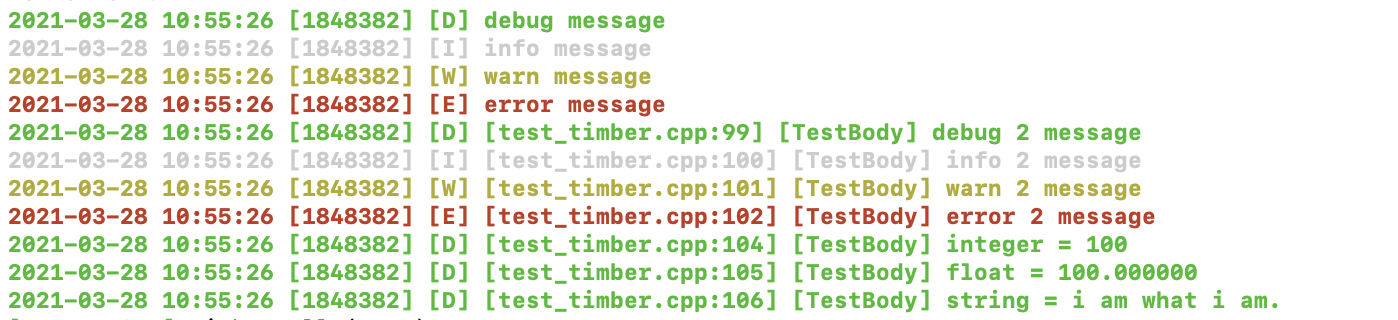 2021-03-28 10:55:26 [1848382] [D] debug message
2021-03-28 10:55:26 [1848382] [I] info message
2021-03-28 10:55:26 [1848382] [W] warn message
2021-03-28 10:55:26 [1848382] [E] error message
2021-03-28 10:55:26 [1848382] [D] [test_timber.cpp:99] [TestBody] debug 2 message
2021-03-28 10:55:26 [1848382] [I] [test_timber.cpp:100] [TestBody] info 2 message
2021-03-28 10:55:26 [1848382] [W] [test_timber.cpp:101] [TestBody] warn 2 message
2021-03-28 10:55:26 [1848382] [E] [test_timber.cpp:102] [TestBody] error 2 message
2021-03-28 10:55:26 [1848382] [D] [test_timber.cpp:104] [TestBody] integer = 100
2021-03-28 10:55:26 [1848382] [D] [test_timber.cpp:105] [TestBody] float = 100.000000
2021-03-28 10:55:26 [1848382] [D] [test_timber.cpp:106] [TestBody] string = i am what i am.